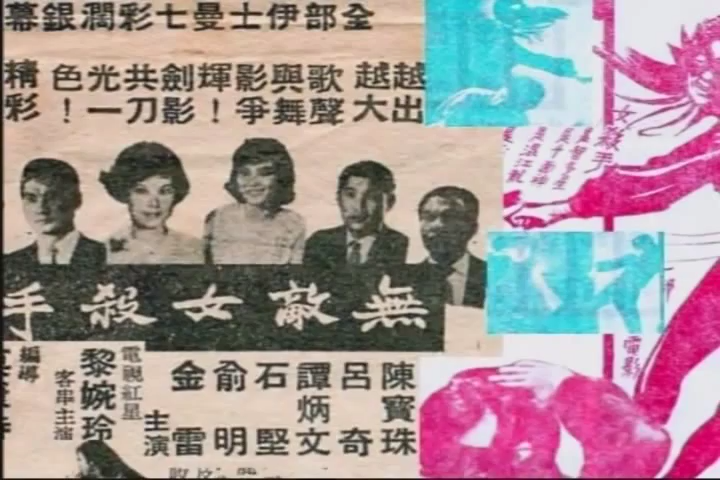 全部伊士曼七彩濶銀幕
越出越大
歌聲與舞影爭輝！
劍影共刀光一色！
精彩
無敵女殺手
陳寶珠
呂奇
譚炳文
石堅
俞明
金雷
主演
電視紅星
黎婉玲
客串主演
編導
女殺手
電影